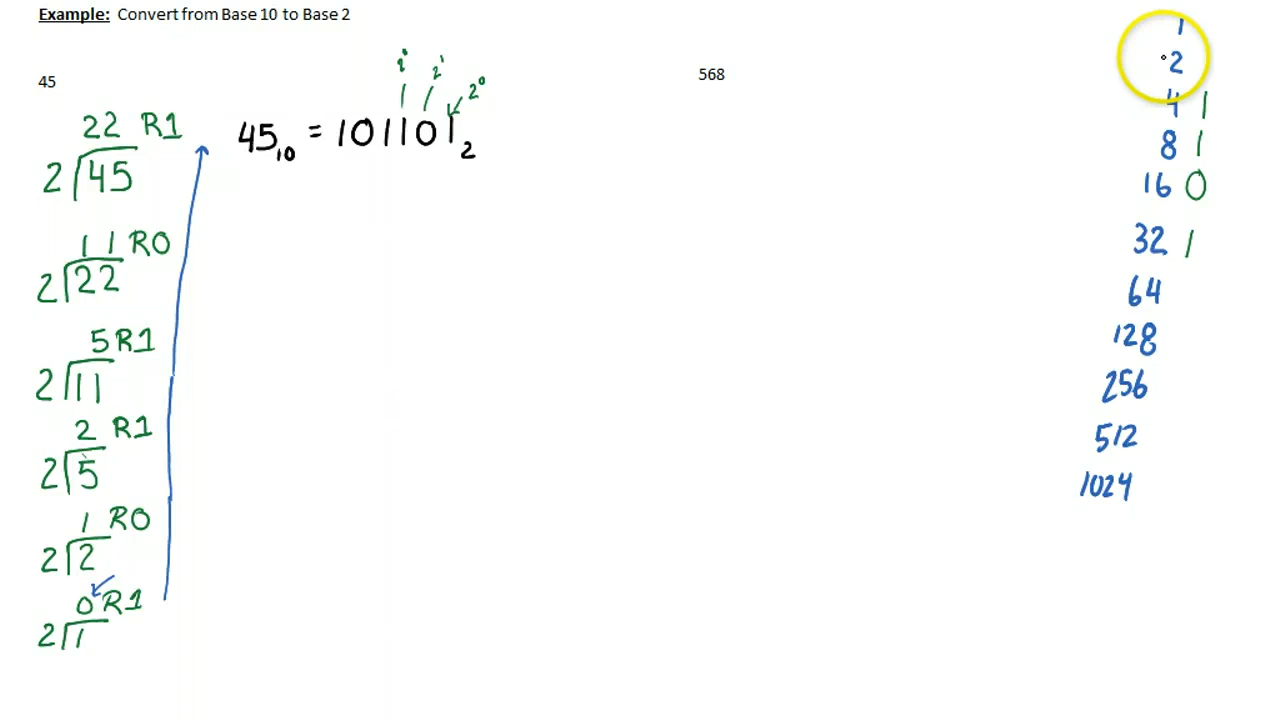 Example: Convert from Base 10 to Base 2
45
22 R1
2 45
11 R0
2 22
5 R1
2 11
2 R1
2 5
1 R0
2 2
0 R1
2 1
2¹ 2⁰
45₁₀ = 101101₂
568
1
2
4 1
8 1
16 0
32 1
64
128
256
512
1024